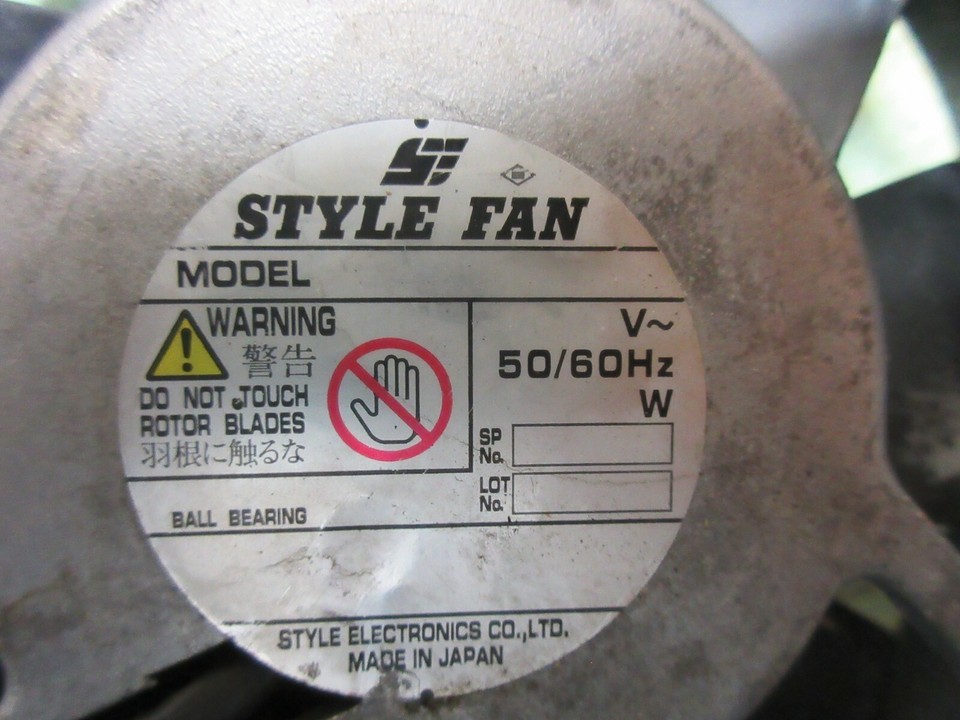 SE
STYLE FAN
MODEL
WARNING
警告
DO NOT TOUCH
ROTOR BLADES
羽根に触るな
V~
50/60Hz
W
SP
No.
LOT
No.
BALL BEARING
STYLE ELECTRONICS CO.,LTD.
MADE IN JAPAN